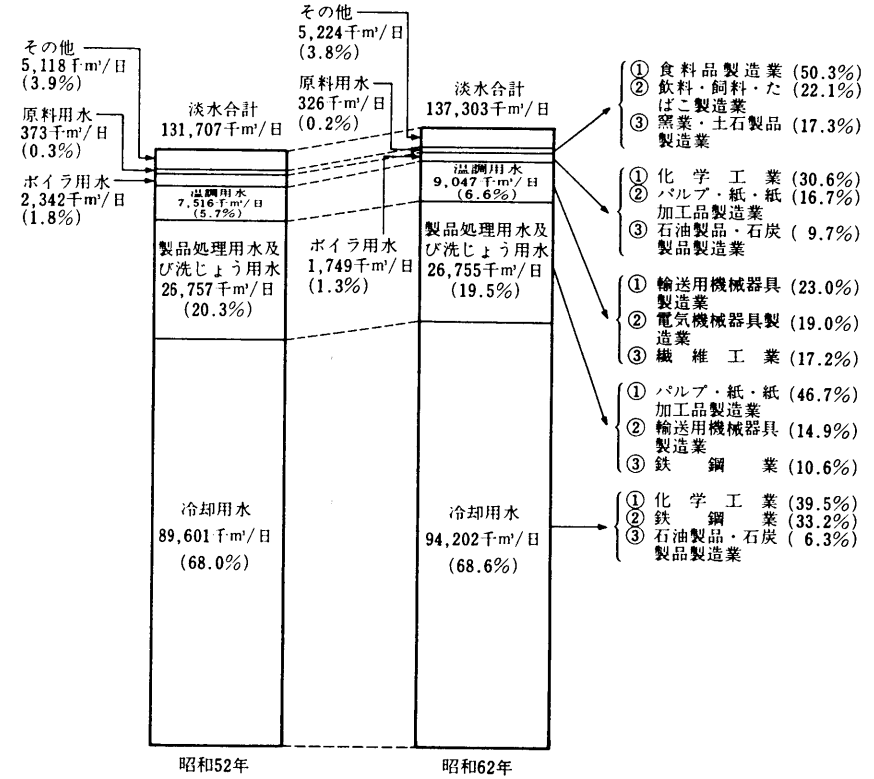 その他
5,118千m³/日
(3.9%)
原料用水
373千m³/日
(0.3%)
ボイラ用水
2,342千m³/日
(1.8%)
淡水合計
131,707千m³/日
温調用水
7,516千m³/日
(5.7%)
製品処理用水及
び洗じょう用水
26,757千m³/日
(20.3%)
冷却用水
89,601千m³/日
(68.0%)
昭和52年
その他
5,224千m³/日
(3.8%)
原料用水
326千m³/日
(0.2%)
ボイラ用水
1,749千m³/日
(1.3%)
淡水合計
137,303千m³/日
温調用水
9,047千m³/日
(6.6%)
製品処理用水及
び洗じょう用水
26,755千m³/日
(19.5%)
冷却用水
94,202千m³/日
(68.6%)
昭和62年
① 食料品製造業 (50.3%)
② 飲料・飼料・た (22.1%)
ばこ製造業
③ 窯業・土石製品 (17.3%)
製造業
① 化学工業 (30.6%)
② パルプ・紙・紙 (16.7%)
加工品製造業
③ 石油製品・石炭 ( 9.7%)
製品製造業
① 輸送用機械器具 (23.0%)
製造業
② 電気機械器具製 (19.0%)
造業
③ 繊維工業 (17.2%)
① パルプ・紙・紙 (46.7%)
加工品製造業
② 輸送用機械器具 (14.9%)
製造業
③ 鉄鋼業 (10.6%)
① 化学工業 (39.5%)
② 鉄鋼業 (33.2%)
③ 石油製品・石炭 ( 6.3%)
製品製造業